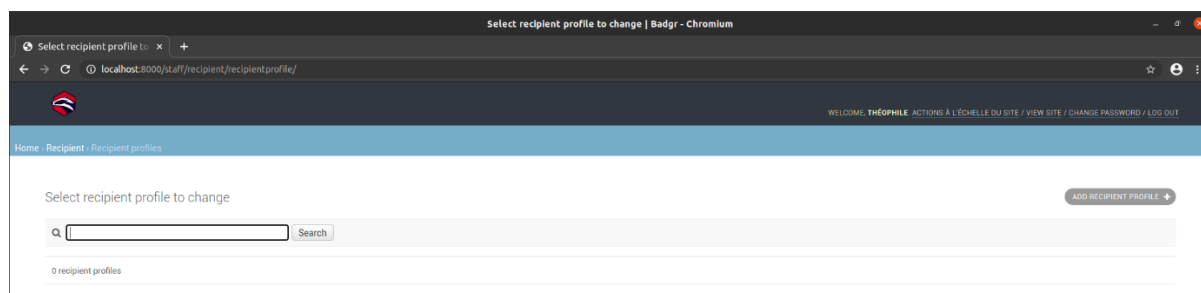 Select recipient profile to change | Badgr - Chromium
Select recipient profile to
localhost:8000/staff/recipient/recipientprofile/
WELCOME, THÉOPHILE. ACTIONS À L'ÉCHELLE DU SITE / VIEW SITE / CHANGE PASSWORD / LOG OUT
Home › Recipient › Recipient profiles
Select recipient profile to change
ADD RECIPIENT PROFILE +
Search
0 recipient profiles